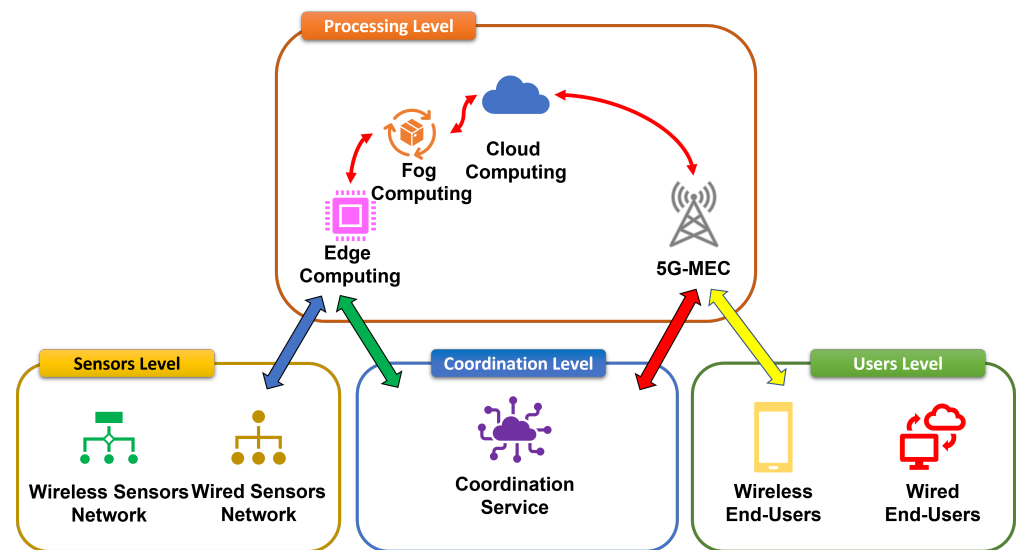 Processing Level
Cloud
Computing
Fog
Computing
Edge
Computing
5G-MEC
Sensors Level
Coordination Level
Users Level
Wireless Sensors
Network
Wired Sensors
Network
Coordination
Service
Wireless
End-Users
Wired
End-Users